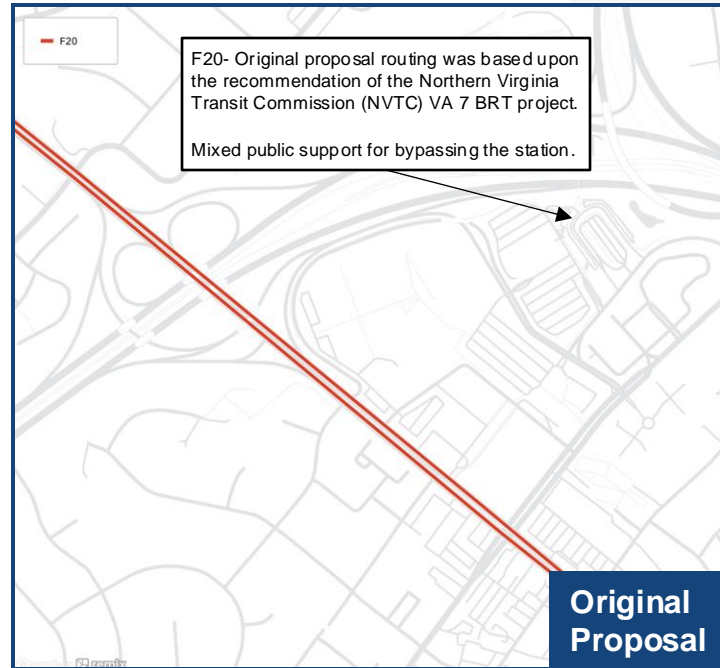 F20
F20- Original proposal routing was based upon
the recommendation of the Northern Virginia
Transit Commission (NVTC) VA 7 BRT project.
Mixed public support for bypassing the station.
Original
Proposal
remix